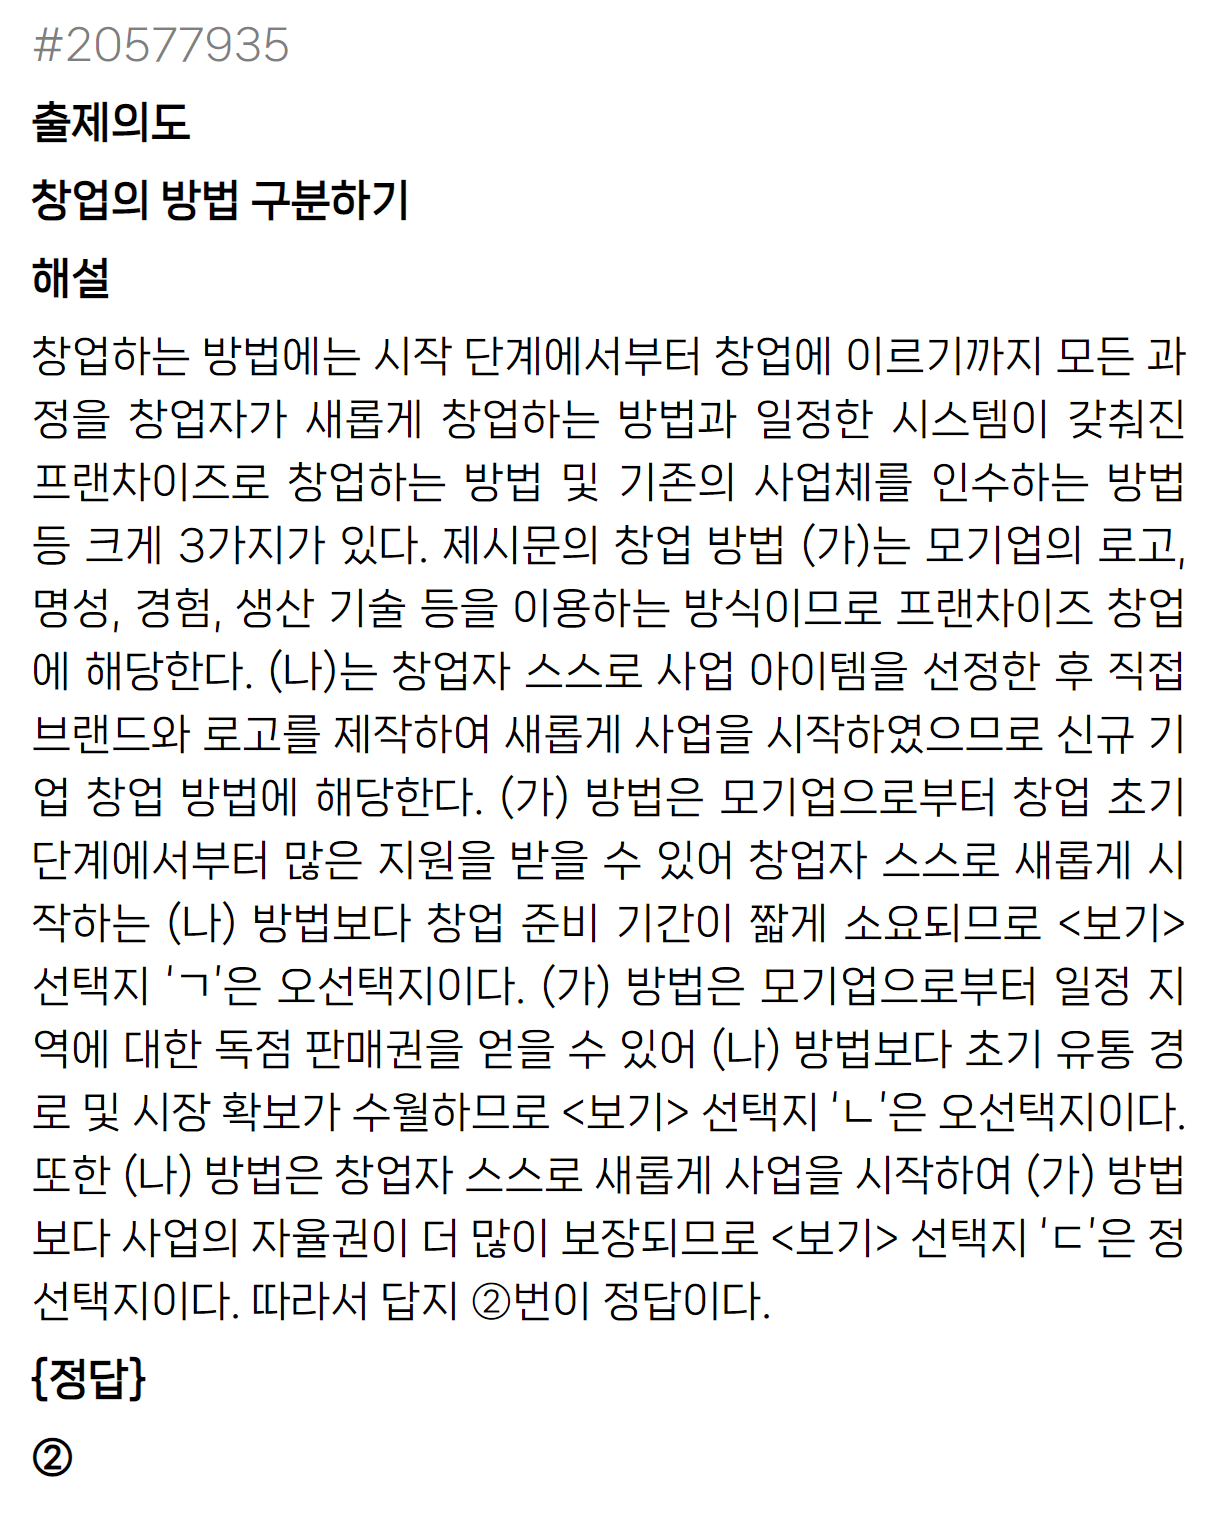 #20577935
출제의도
창업의 방법 구분하기
해설
창업하는 방법에는 시작 단계에서부터 창업에 이르기까지 모든 과
정을 창업자가 새롭게 창업하는 방법과 일정한 시스템이 갖춰진
프랜차이즈로 창업하는 방법 및 기존의 사업체를 인수하는 방법
등 크게 3가지가 있다. 제시문의 창업 방법 (가)는 모기업의 로고,
명성, 경험, 생산 기술 등을 이용하는 방식이므로 프랜차이즈 창업
에 해당한다. (나)는 창업자 스스로 사업 아이템을 선정한 후 직접
브랜드와 로고를 제작하여 새롭게 사업을 시작하였으므로 신규 기
업 창업 방법에 해당한다. (가) 방법은 모기업으로부터 창업 초기
단계에서부터 많은 지원을 받을 수 있어 창업자 스스로 새롭게 시
작하는 (나) 방법보다 창업 준비 기간이 짧게 소요되므로 <보기>
선택지 ‘ㄱ’은 오선택지이다. (가) 방법은 모기업으로부터 일정 지
역에 대한 독점 판매권을 얻을 수 있어 (나) 방법보다 초기 유통 경
로 및 시장 확보가 수월하므로 <보기> 선택지 ‘ㄴ’은 오선택지이다.
또한 (나) 방법은 창업자 스스로 새롭게 사업을 시작하여 (가) 방법
보다 사업의 자율권이 더 많이 보장되므로 <보기> 선택지 ‘ㄷ’은 정
선택지이다. 따라서 답지 ②번이 정답이다.
{정답}
②